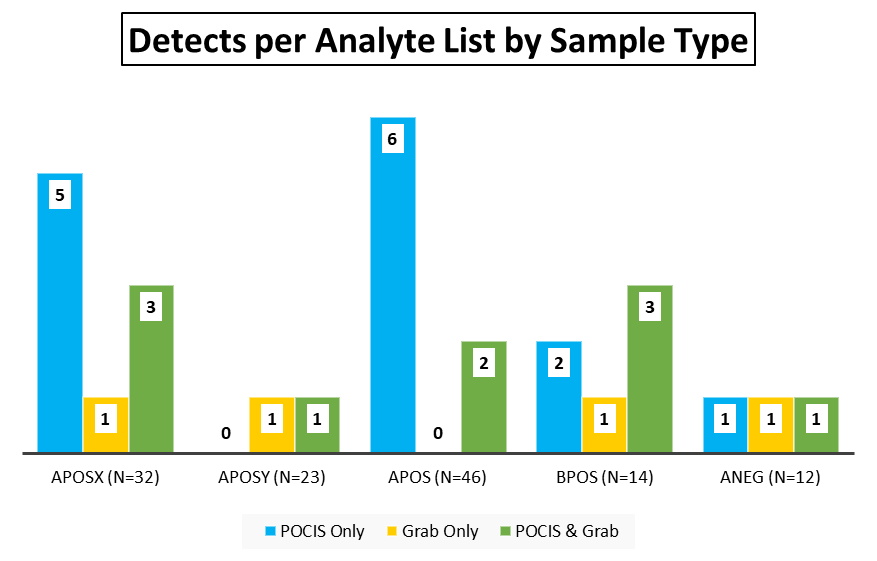 Detects per Analyte List by Sample Type
5 1 3 0 1 1 6 0 2 2 1 3 1 1 1
APOSX (N=32) APOSY (N=23) APOS (N=46) BPOS (N=14) ANEG (N=12)
POCIS Only Grab Only POCIS & Grab